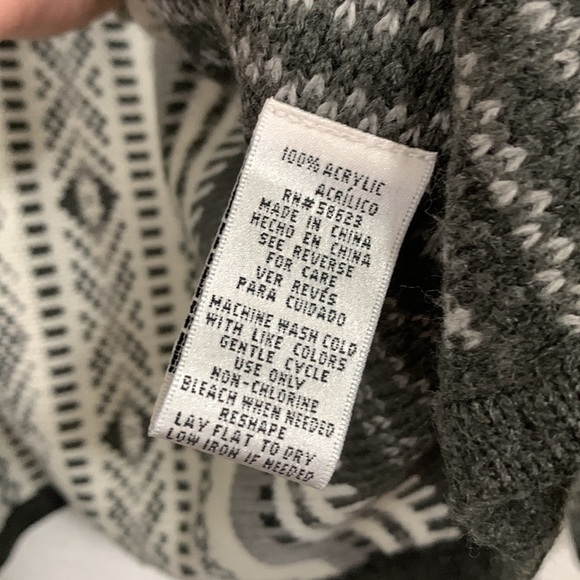 100% ACRYLIC
ACRÍLICO
RN# 58623
MADE IN CHINA
HECHO EN CHINA
SEE REVERSE
FOR CARE
VER REVÉS
PARA CUIDADO
MACHINE WASH COLD
WITH LIKE COLORS
GENTLE CYCLE
USE ONLY
NON-CHLORINE
BLEACH WHEN NEEDED
RESHAPE
LAY FLAT TO DRY
LOW IRON IF NEEDED